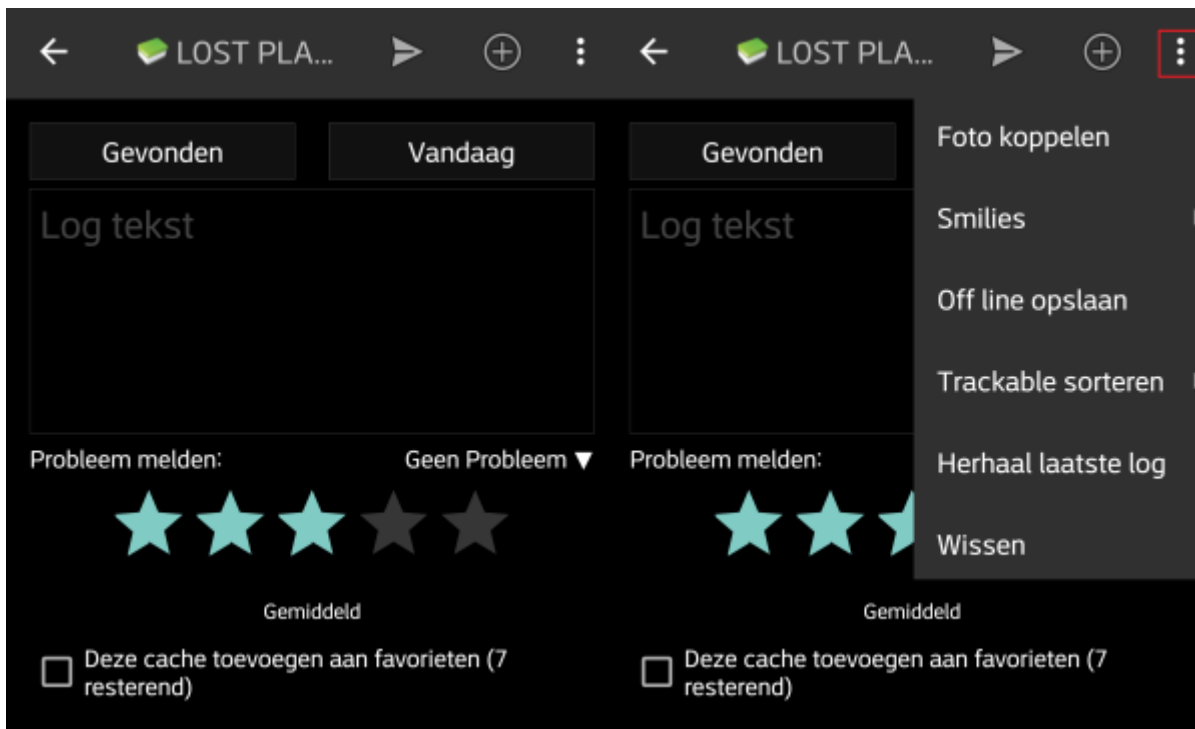 LOST PLA...
Gevonden
Vandaag
Log tekst
Probleem melden:
Geen Probleem ▼
Gemiddeld
Deze cache toevoegen aan favorieten (7
resterend)
LOST PLA...
Gevonden
Log tekst
Probleem melden:
Gemiddeld
Deze cache toevoegen aan favorieten (7
resterend)
Foto koppelen
Smilies
Off line opslaan
Trackable sorteren
Herhaal laatste log
Wissen